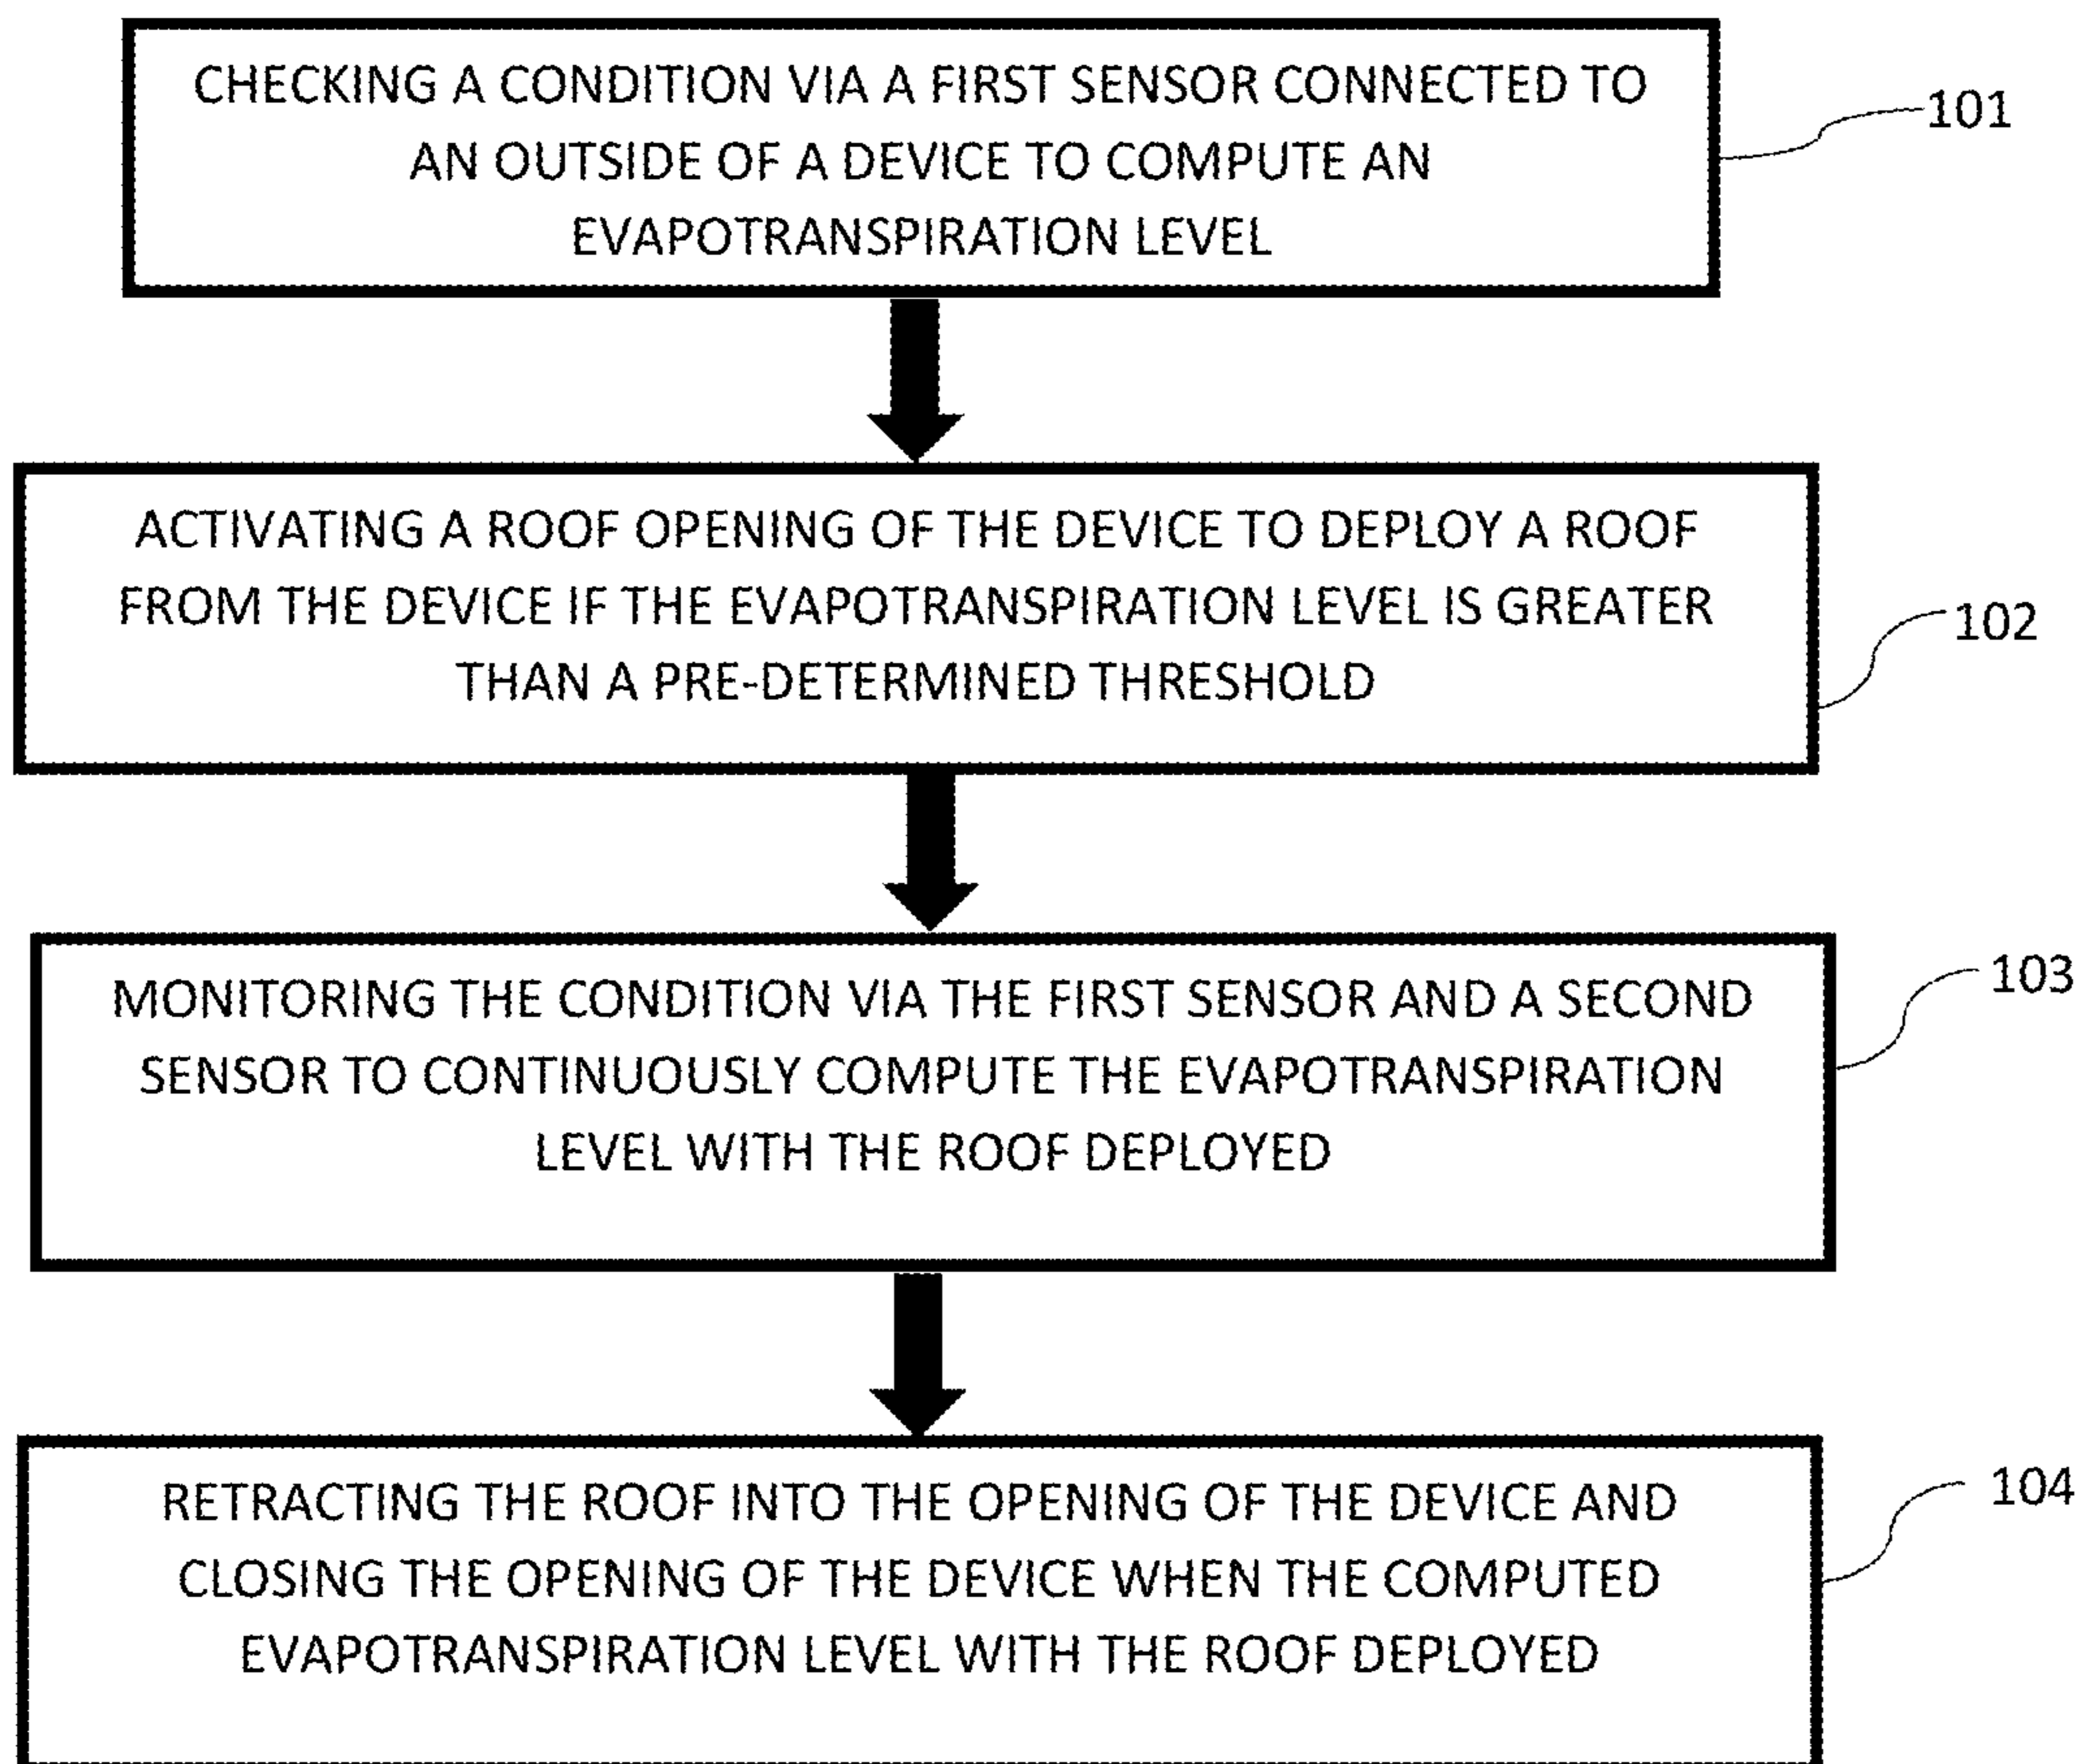 CHECKING A CONDITION VIA A FIRST SENSOR CONNECTED TO
AN OUTSIDE OF A DEVICE TO COMPUTE AN
EVAPOTRANSPIRATION LEVEL
101
ACTIVATING A ROOF OPENING OF THE DEVICE TO DEPLOY A ROOF
FROM THE DEVICE IF THE EVAPOTRANSPIRATION LEVEL IS GREATER
THAN A PRE-DETERMINED THRESHOLD
102
MONITORING THE CONDITION VIA THE FIRST SENSOR AND A SECOND
SENSOR TO CONTINUOUSLY COMPUTE THE EVAPOTRANSPIRATION
LEVEL WITH THE ROOF DEPLOYED
103
RETRACTING THE ROOF INTO THE OPENING OF THE DEVICE AND
CLOSING THE OPENING OF THE DEVICE WHEN THE COMPUTED
EVAPOTRANSPIRATION LEVEL WITH THE ROOF DEPLOYED
104